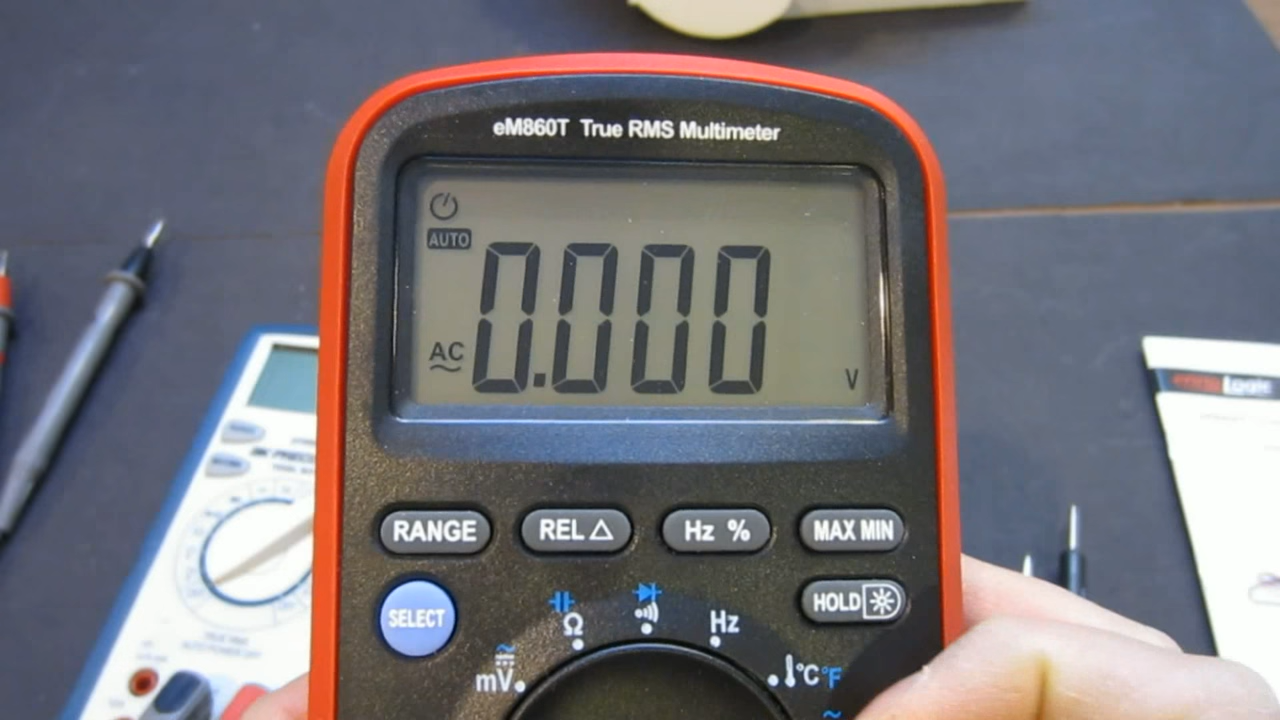 eM860T True RMS Multimeter
AUTO
AC
0.000
V
RANGE
REL △
Hz %
MAX MIN
SELECT
HOLD
Ω
Hz
mV
°C °F